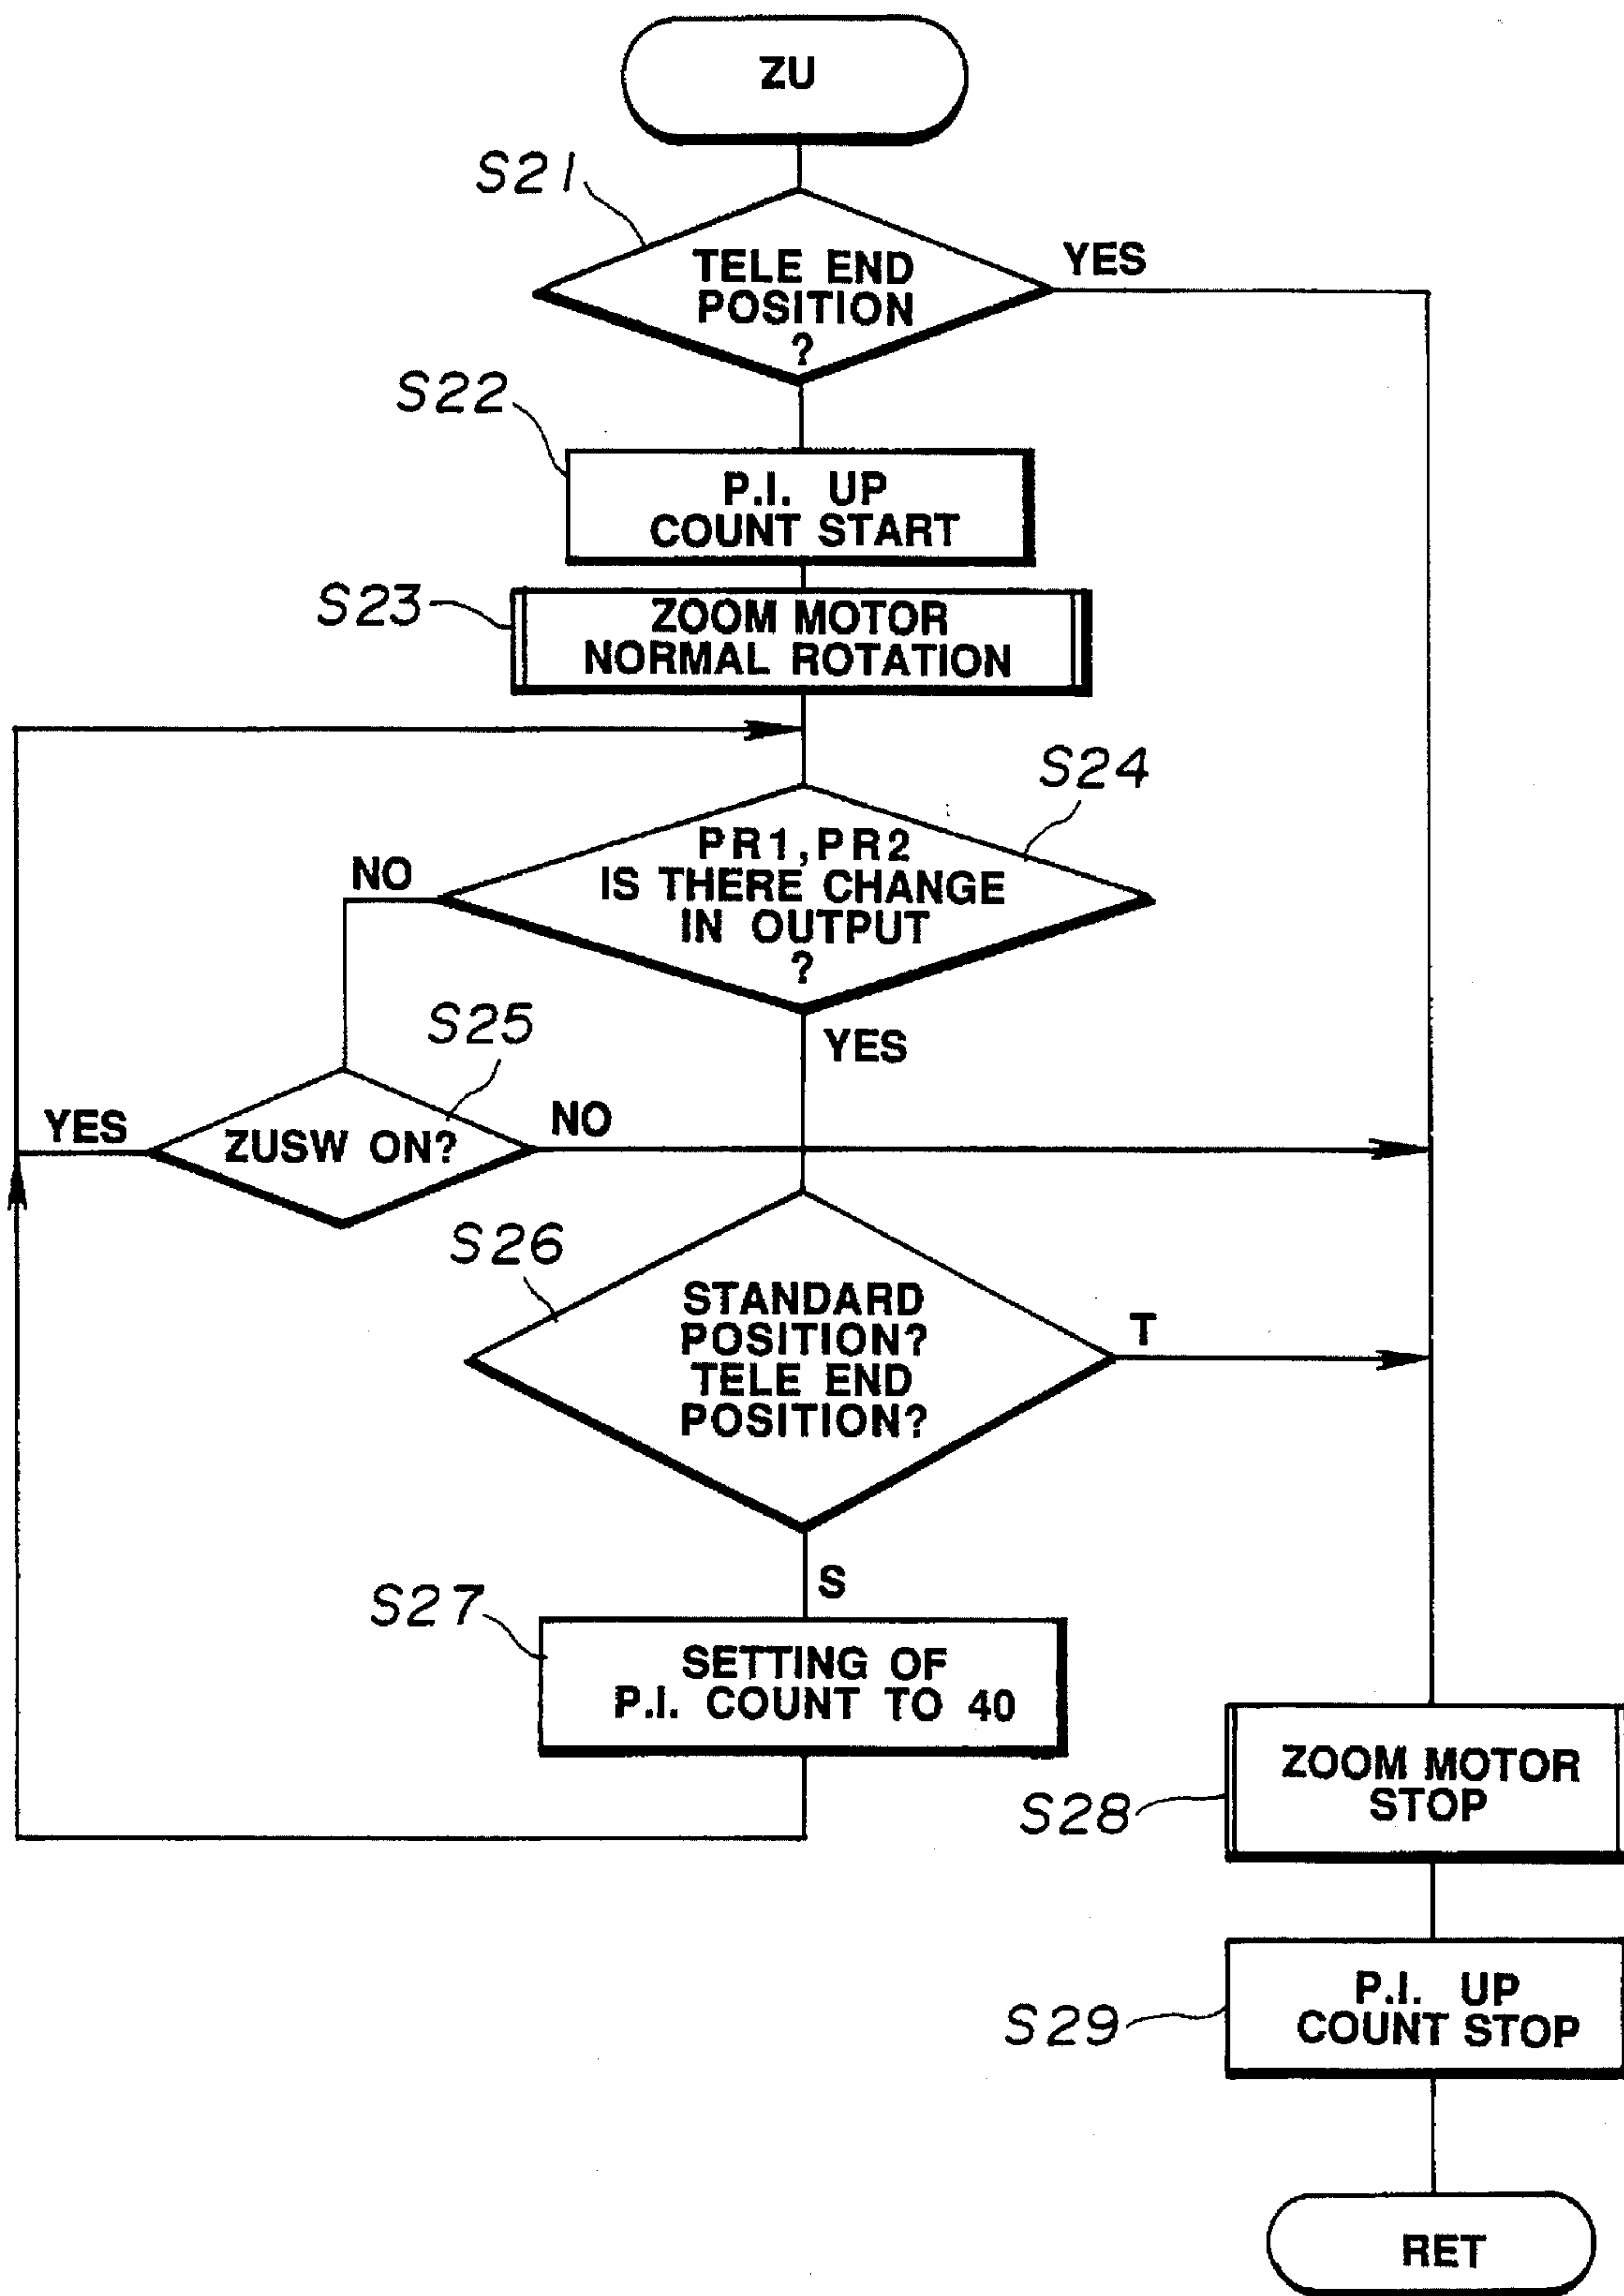 ZU
S21
TELE END
POSITION
?
YES
S22
P.I. UP
COUNT START
S23
ZOOM MOTOR
NORMAL ROTATION
S24
PR1, PR2
IS THERE CHANGE
IN OUTPUT
?
NO
YES
S25
ZUSW ON?
YES
NO
S26
STANDARD
POSITION?
TELE END
POSITION?
T
S
S27
SETTING OF
P.I. COUNT TO 40
S28
ZOOM MOTOR
STOP
S29
P.I. UP
COUNT STOP
RET